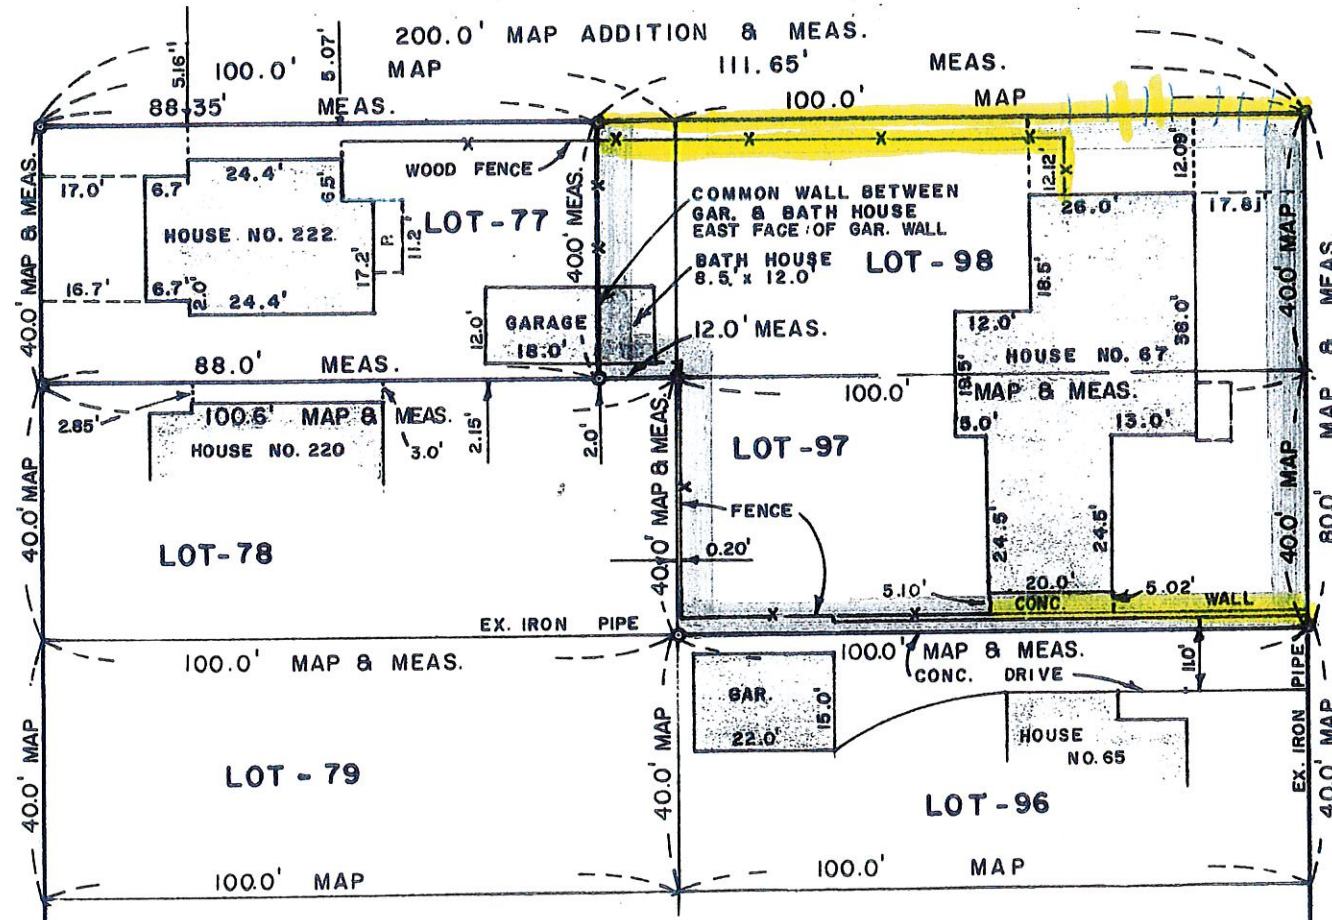 200.0' MAP ADDITION & MEAS.
100.0' MAP
111.65' MEAS.
5.16'
5.07'
88.35' MEAS.
100.0' MAP
40.0' MAP & MEAS.
17.0'
6.7'
24.4'
6.5'
WOOD FENCE
HOUSE NO. 222
P.
11.2'
17.2'
LOT-77
40.0' MEAS.
16.7'
6.7'
2.0'
24.4'
COMMON WALL BETWEEN
GAR. & BATH HOUSE
EAST FACE OF GAR. WALL
BATH HOUSE
8.5' x 12.0'
LOT-98
12.12'
12.09'
26.0'
18.5'
12.0'
38.0'
40.0' MAP
GARAGE
12.0'
18.0'
12.0' MEAS.
HOUSE NO. 67
88.0' MEAS.
100.0'
MAP & MEAS.
2.85'
100.6' MAP & MEAS.
HOUSE NO. 220
3.0'
2.15'
2.0'
40.0' MAP & MEAS.
LOT-97
5.0'
13.0'
40.0' MAP
LOT-78
FENCE
0.20'
24.5'
24.5'
40.0' MAP
80.0' MAP & MEAS.
5.10'
20.0'
CONC.
5.02'
WALL
EX. IRON PIPE
100.0' MAP & MEAS.
100.0' MAP & MEAS.
CONC. DRIVE
11.0'
EX. IRON PIPE
GAR.
15.0'
22.0'
HOUSE
NO. 65
40.0' MAP
LOT-79
40.0' MAP
LOT-96
40.0' MAP
100.0' MAP
100.0' MAP